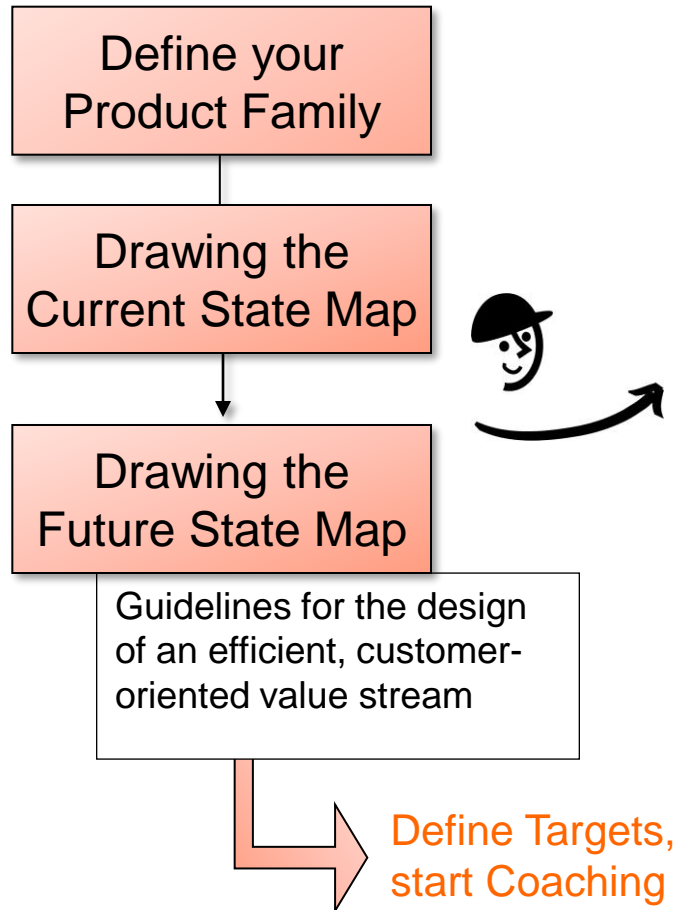 Define your
Product Family
Drawing the
Current State Map
Drawing the
Future State Map
Guidelines for the design
of an efficient, customer-
oriented value stream
Define Targets,
start Coaching